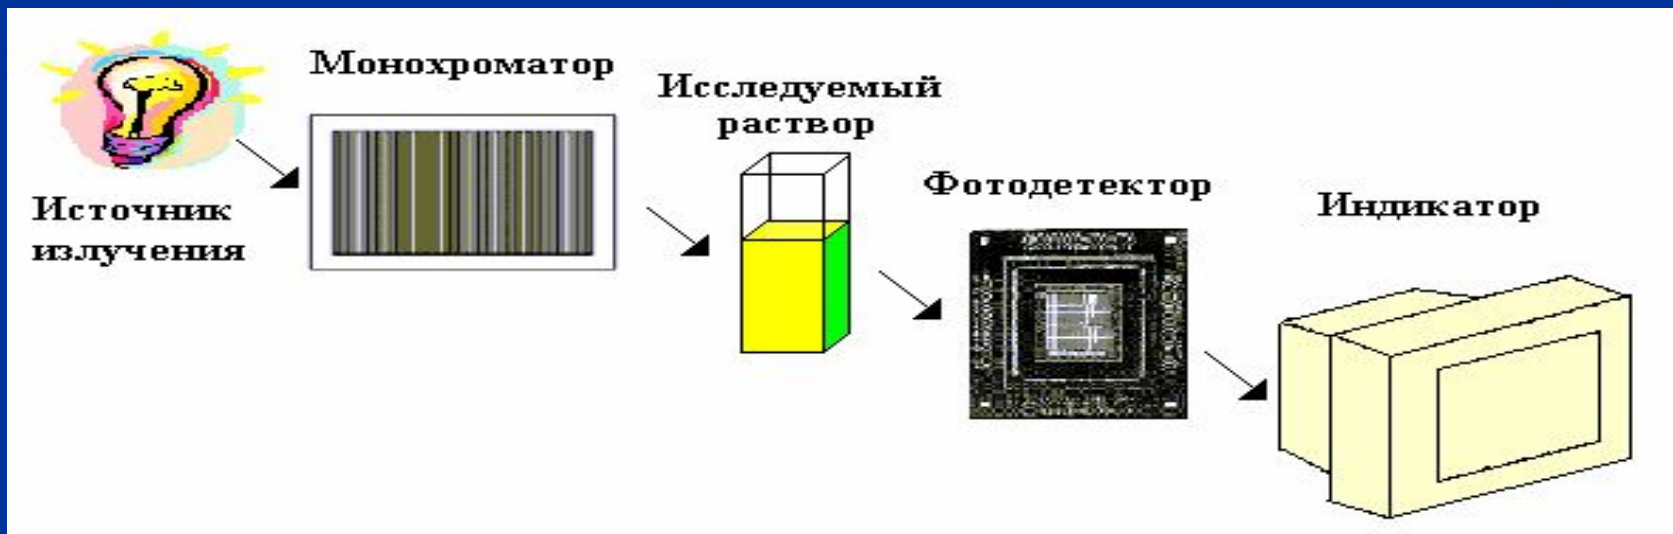 Монохроматор
Исследуемый
раствор
Фотодетектор
Индикатор
Источник
излучения